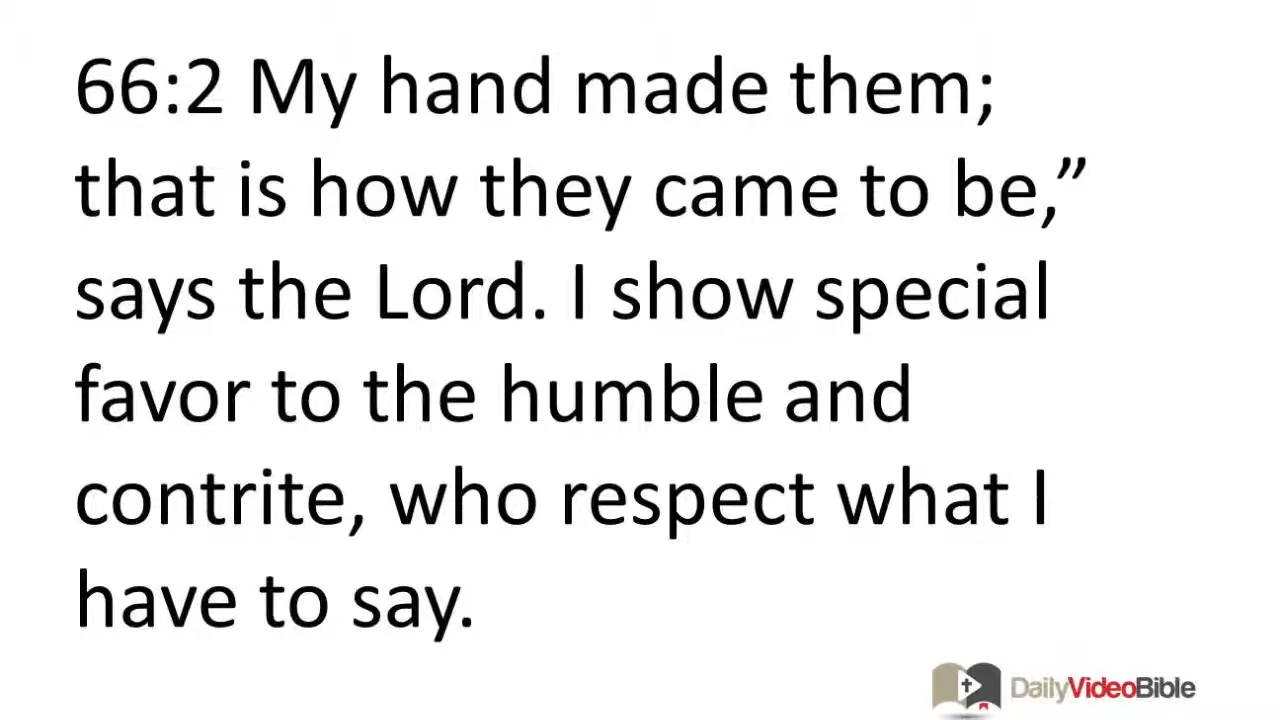 66:2 My hand made them;
that is how they came to be,”
says the Lord. I show special
favor to the humble and
contrite, who respect what I
have to say.
DailyVideoBible